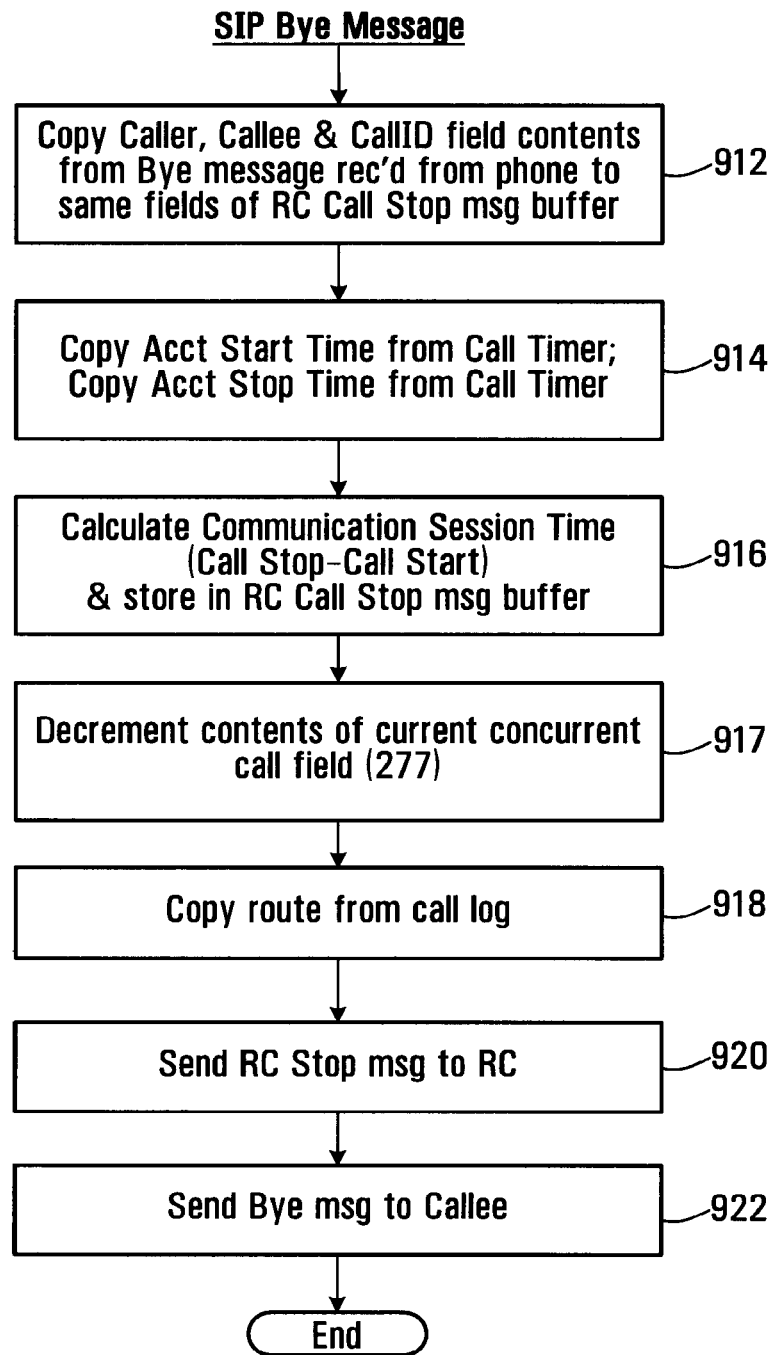 SIP Bye Message
Copy Caller, Callee & CallID field contents
from Bye message rec'd from phone to
same fields of RC Call Stop msg buffer
912
Copy Acct Start Time from Call Timer;
Copy Acct Stop Time from Call Timer
914
Calculate Communication Session Time
(Call Stop-Call Start)
& store in RC Call Stop msg buffer
916
Decrement contents of current concurrent
call field (277)
917
Copy route from call log
918
Send RC Stop msg to RC
920
Send Bye msg to Callee
922
End